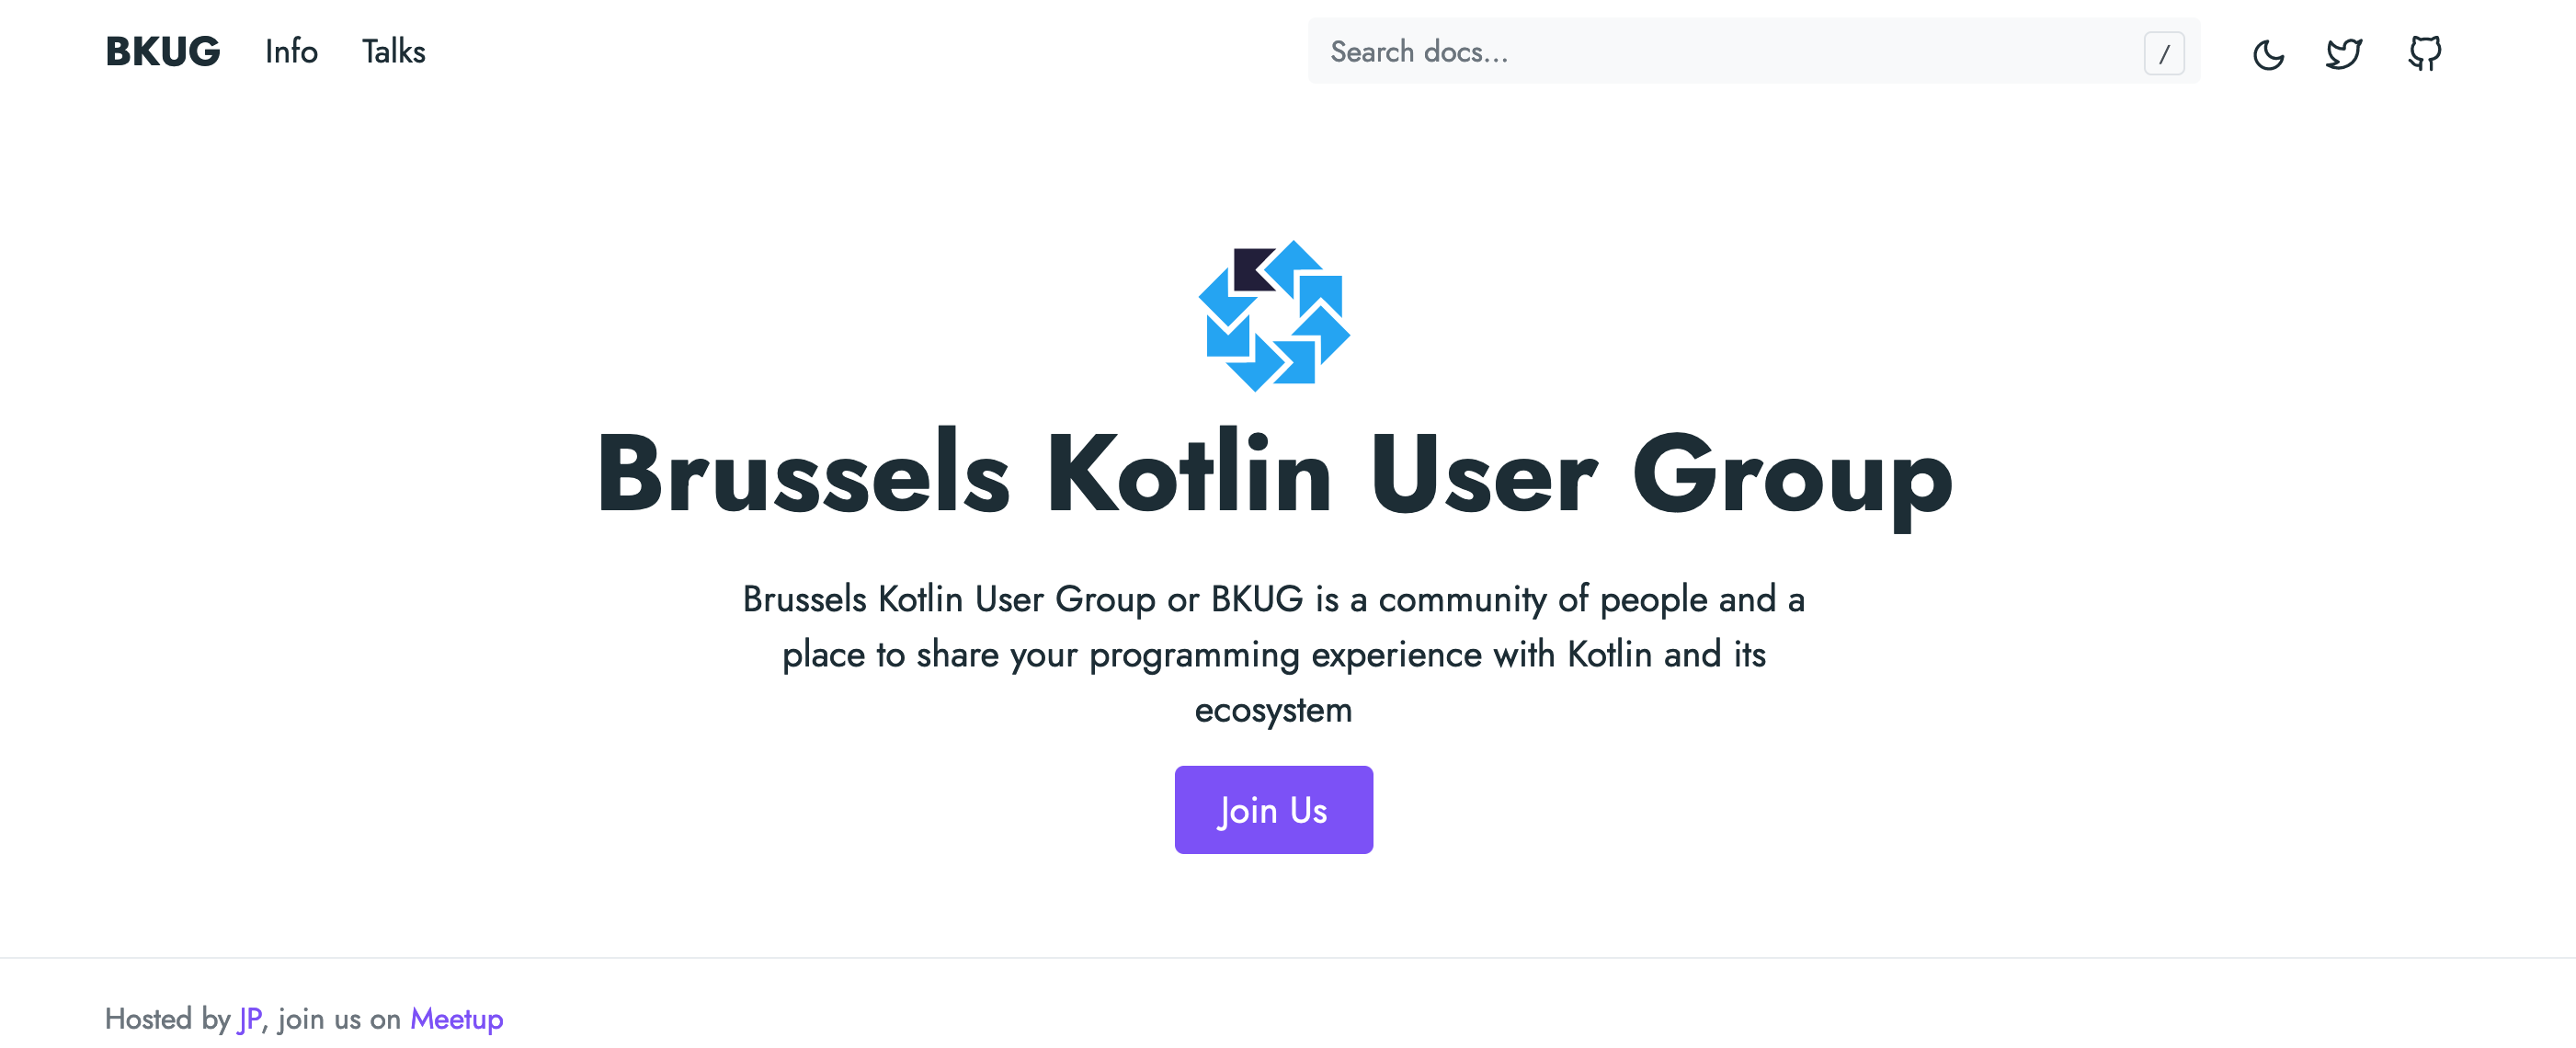 BKUG Info Talks Search docs... /
Brussels Kotlin User Group
Brussels Kotlin User Group or BKUG is a community of people and a
place to share your programming experience with Kotlin and its
ecosystem
Join Us
Hosted by JP, join us on Meetup